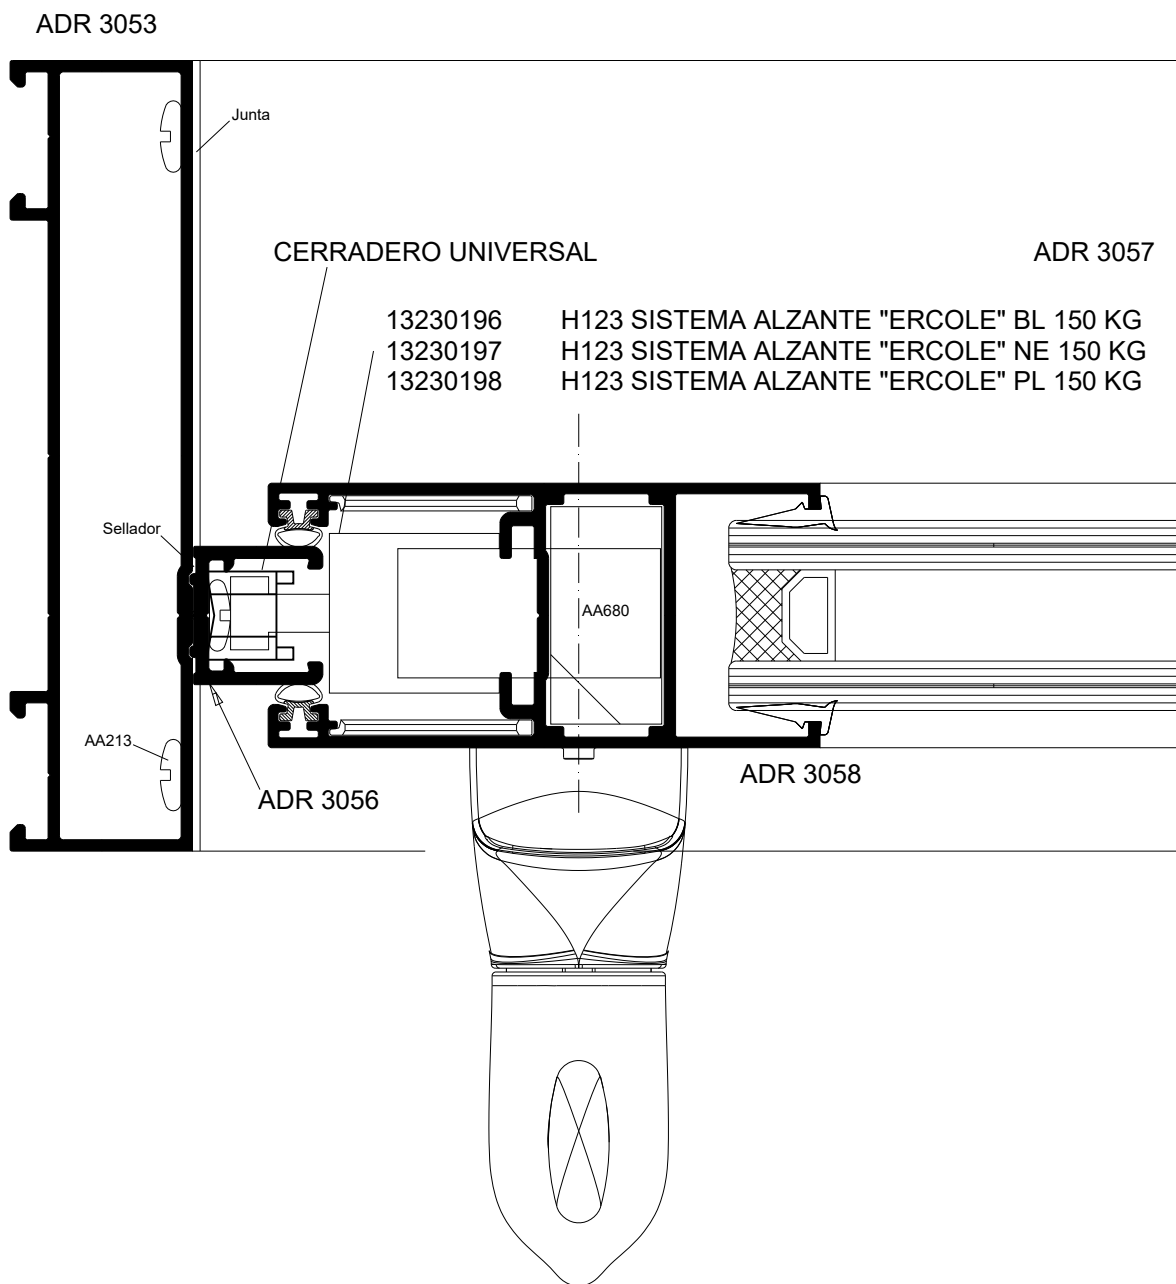 ADR 3053
Junta
CERRADERO UNIVERSAL
ADR 3057
13230196 H123 SISTEMA ALZANTE "ERCOLE" BL 150 KG
13230197 H123 SISTEMA ALZANTE "ERCOLE" NE 150 KG
13230198 H123 SISTEMA ALZANTE "ERCOLE" PL 150 KG
Sellador
AA680
AA213
ADR 3058
ADR 3056